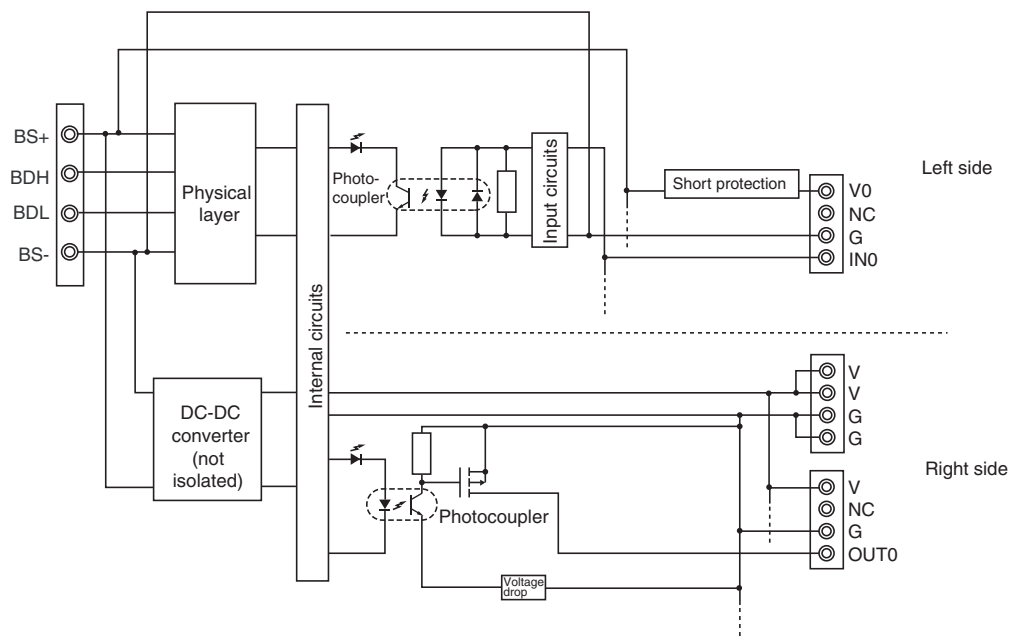 BS+
BDH
BDL
BS-
Physical
layer
Photo-
coupler
Input circuits
Short protection
Left side
V0
NC
G
IN0
Internal circuits
DC-DC
converter
(not
isolated)
Photocoupler
Voltage
drop
V
V
G
G
Right side
V
NC
G
OUT0